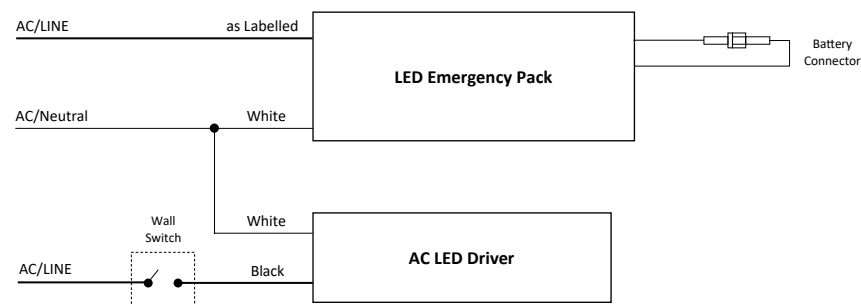 AC/LINE as Labelled
LED Emergency Pack
Battery
Connector
AC/Neutral White
White
Wall
Switch
AC LED Driver
AC/LINE Black